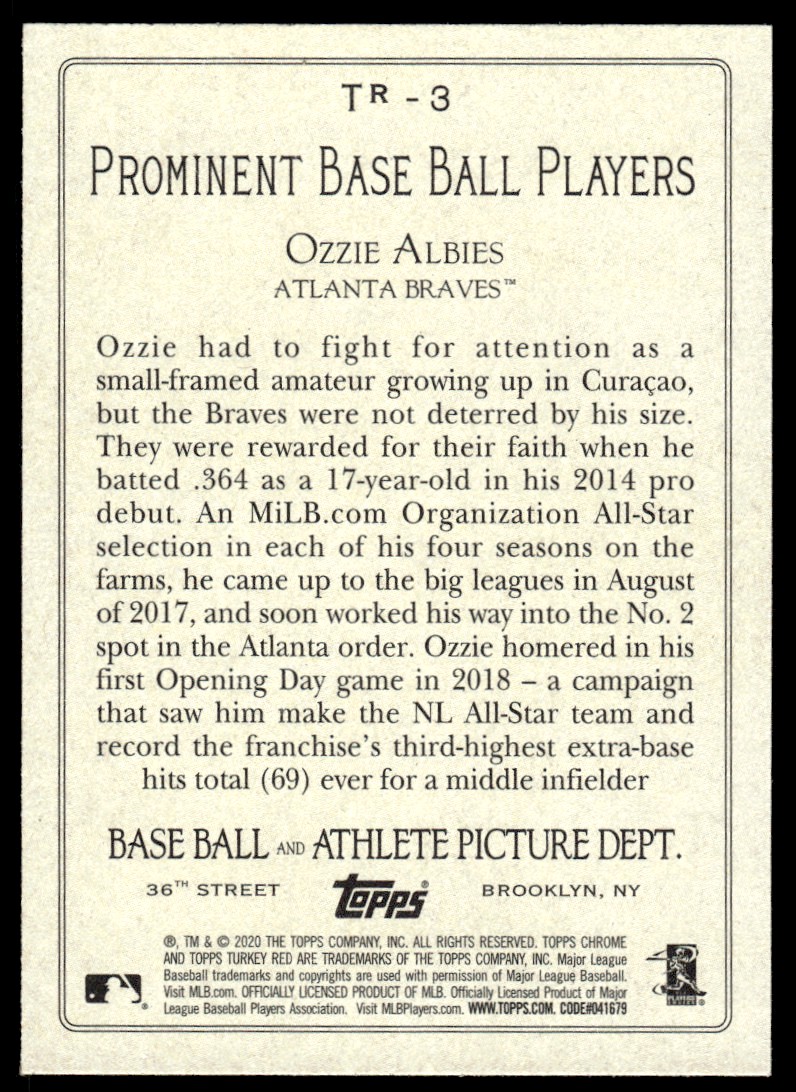 TR - 3
PROMINENT BASE BALL PLAYERS
OZZIE ALBIES
ATLANTA BRAVES™
Ozzie had to fight for attention as a
small-framed amateur growing up in Curaçao,
but the Braves were not deterred by his size.
They were rewarded for their faith when he
batted .364 as a 17-year-old in his 2014 pro
debut. An MiLB.com Organization All-Star
selection in each of his four seasons on the
farms, he came up to the big leagues in August
of 2017, and soon worked his way into the No. 2
spot in the Atlanta order. Ozzie homered in his
first Opening Day game in 2018 – a campaign
that saw him make the NL All-Star team and
record the franchise's third-highest extra-base
hits total (69) ever for a middle infielder
BASE BALL AND ATHLETE PICTURE DEPT.
36TH STREET Topps® BROOKLYN, NY
®, TM & © 2020 THE TOPPS COMPANY, INC. ALL RIGHTS RESERVED. TOPPS CHROME
AND TOPPS TURKEY RED ARE TRADEMARKS OF THE TOPPS COMPANY, INC. Major League
Baseball trademarks and copyrights are used with permission of Major League Baseball.
Visit MLB.com. OFFICIALLY LICENSED PRODUCT OF MLB. Officially Licensed Product of Major
League Baseball Players Association. Visit MLBPlayers.com. WWW.TOPPS.COM. CODE#041679
PLAYERS